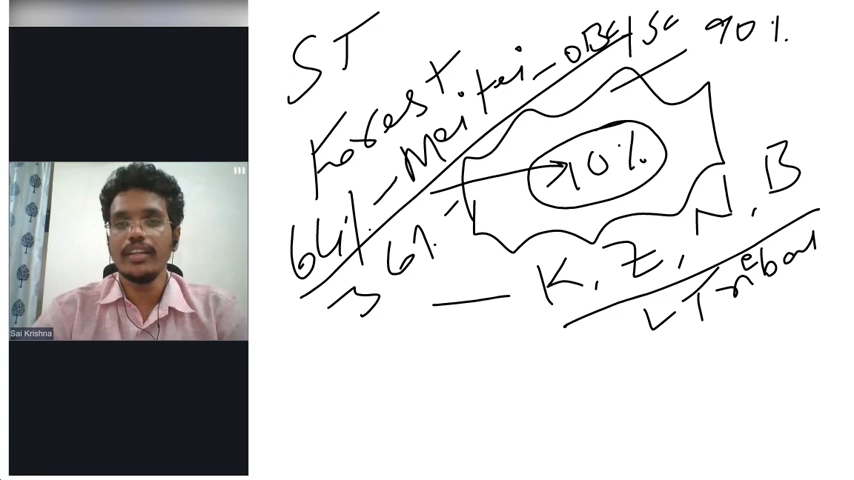 ST
Forest
64% - Meitei - OBC/SC 90%
10%
36% - K, Z, N, B
Tribal
Sai Krishna